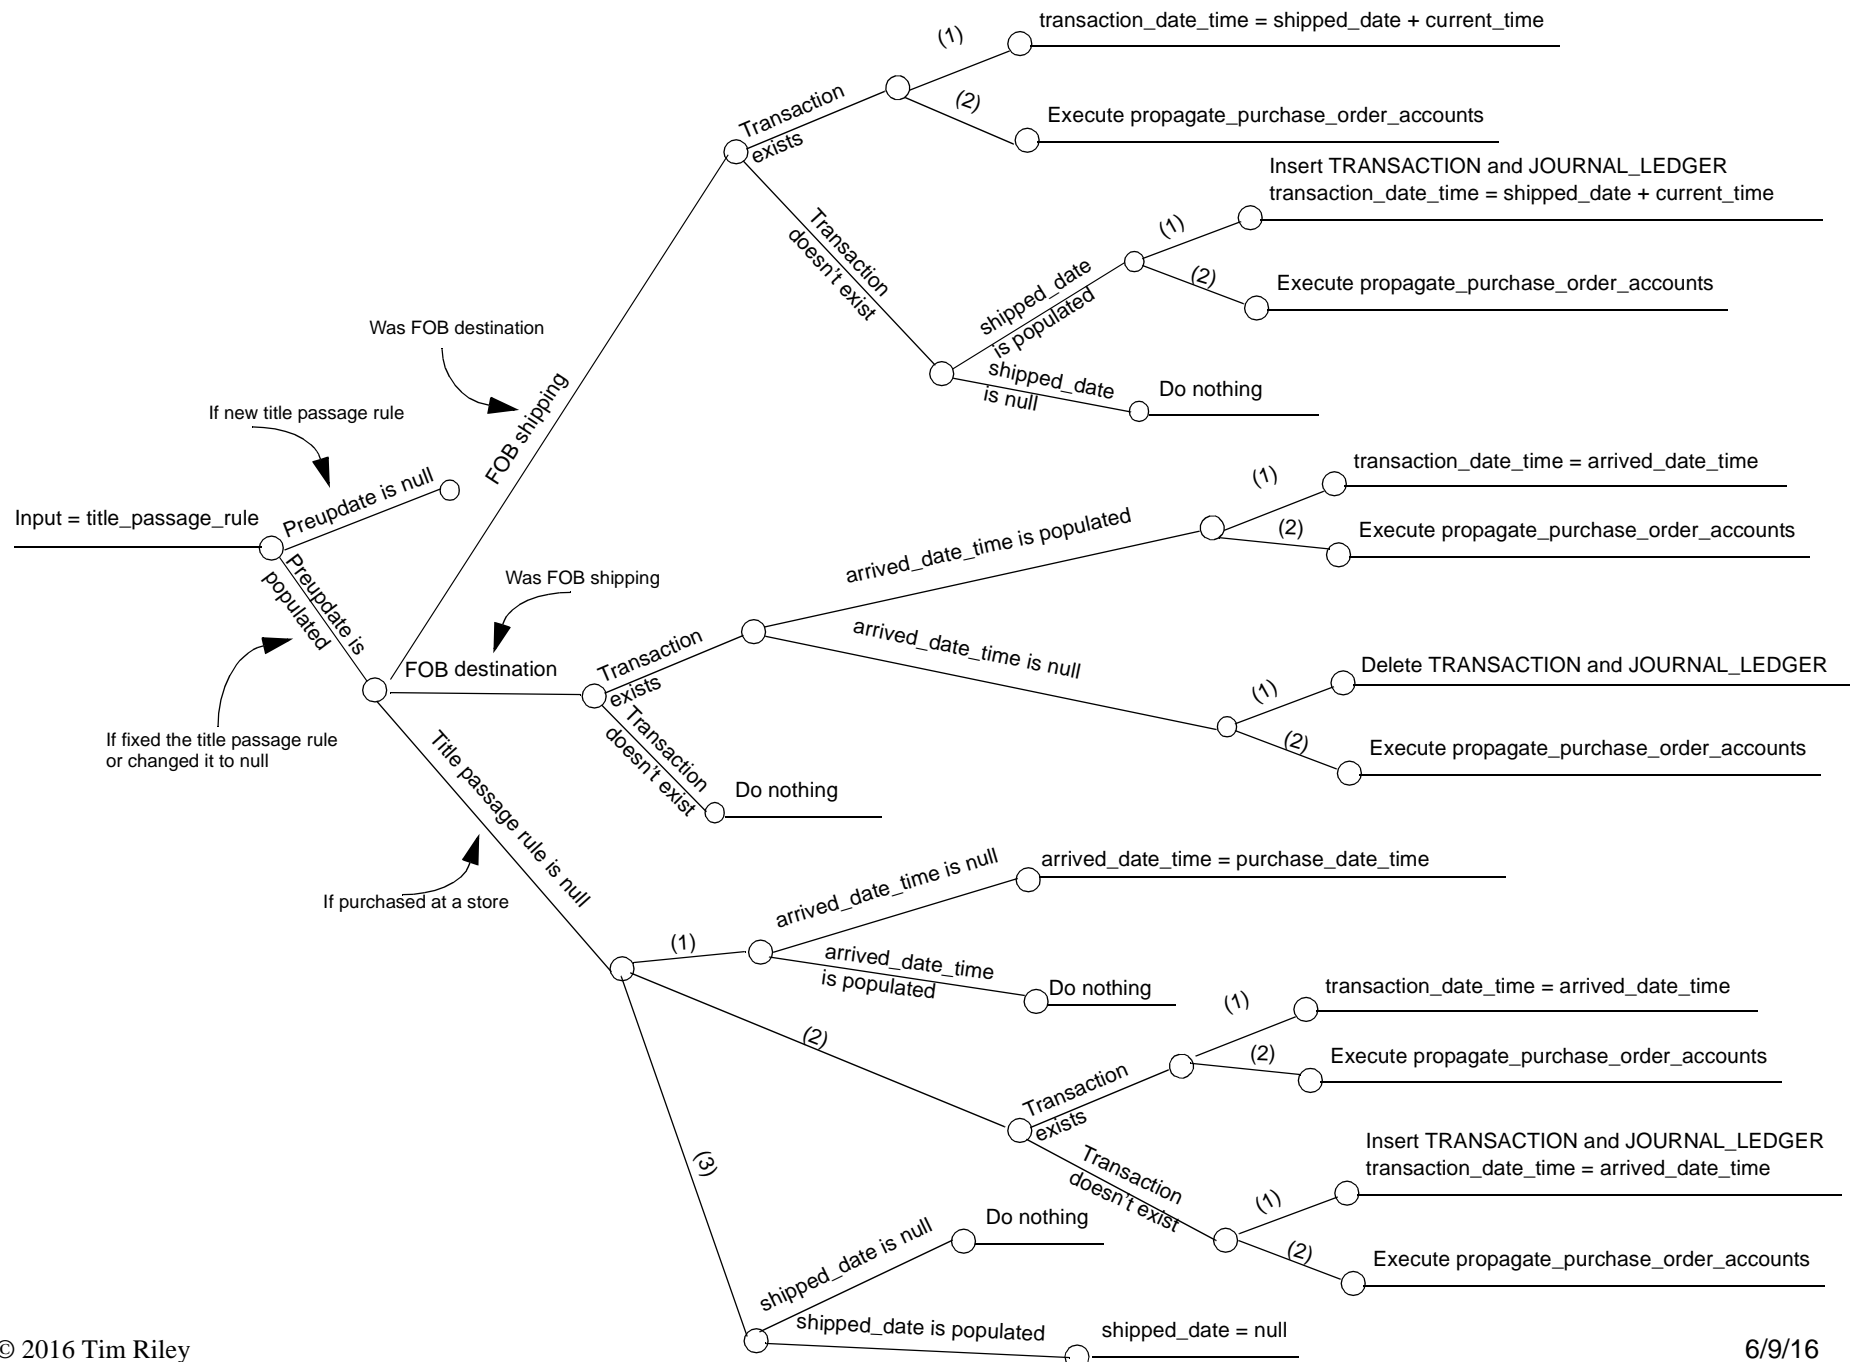 transaction_date_time = shipped_date + current_time
(1)
Transaction
exists
(2)
Execute propagate_purchase_order_accounts
Insert TRANSACTION and JOURNAL_LEDGER
transaction_date_time = shipped_date + current_time
Transaction
doesn't exist
(1)
shipped_date
is populated
(2)
Execute propagate_purchase_order_accounts
Was FOB destination
shipped_date
is null
Do nothing
FOB shipping
If new title passage rule
Preupdate is null
Input = title_passage_rule
Preupdate is
populated
transaction_date_time = arrived_date_time
(1)
arrived_date_time is populated
(2)
Execute propagate_purchase_order_accounts
Was FOB shipping
arrived_date_time is null
Transaction
exists
FOB destination
Delete TRANSACTION and JOURNAL_LEDGER
(1)
(2)
Execute propagate_purchase_order_accounts
Transaction
doesn't exist
Do nothing
If fixed the title passage rule
or changed it to null
Title passage rule is null
If purchased at a store
arrived_date_time is null
arrived_date_time = purchase_date_time
(1)
arrived_date_time
is populated
Do nothing
(2)
transaction_date_time = arrived_date_time
(1)
(2)
Execute propagate_purchase_order_accounts
Transaction
exists
Transaction
doesn't exist
Insert TRANSACTION and JOURNAL_LEDGER
transaction_date_time = arrived_date_time
(1)
(2)
Execute propagate_purchase_order_accounts
(3)
shipped_date is null
Do nothing
shipped_date is populated
shipped_date = null
© 2016 Tim Riley
6/9/16